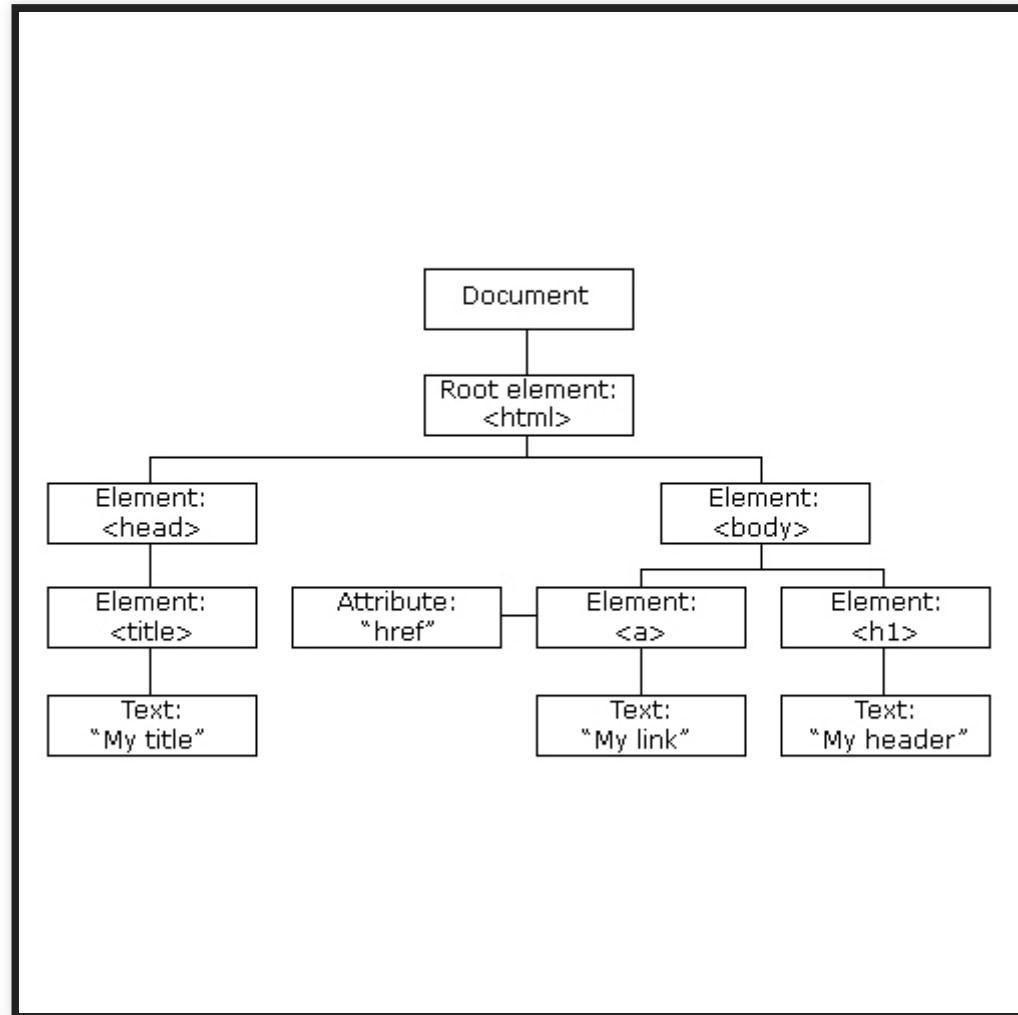 Document
Root element:
<html>
Element:
<head>
Element:
<body>
Element:
<title>
Attribute:
“href”
Element:
<a>
Element:
<h1>
Text:
“My title”
Text:
“My link”
Text:
“My header”